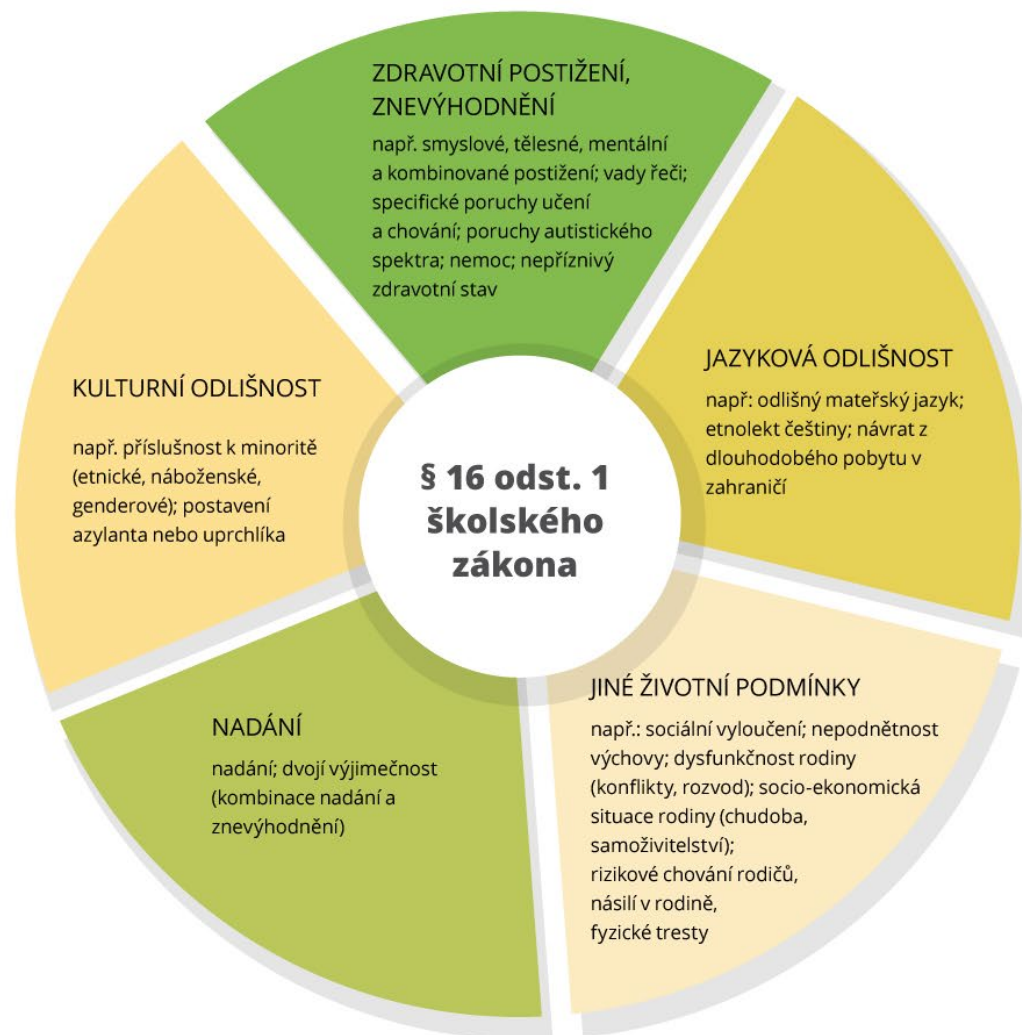 ZDRAVOTNÍ POSTIŽENÍ,
ZNEVÝHODNĚNÍ
např. smyslové, tělesné, mentální
a kombinované postižení; vady řeči;
specifické poruchy učení
a chování; poruchy autistického
spektra; nemoc; nepříznivý
zdravotní stav
JAZYKOVÁ ODLIŠNOST
např: odlišný mateřský jazyk;
etnolekt češtiny; návrat z
dlouhodobého pobytu v
zahraničí
JINÉ ŽIVOTNÍ PODMÍNKY
např.: sociální vyloučení; nepodnětnost
výchovy; dysfunkčnost rodiny
(konflikty, rozvod); socio-ekonomická
situace rodiny (chudoba,
samoživitelství);
rizikové chování rodičů,
násilí v rodině,
fyzické tresty
NADÁNÍ
nadání; dvojí výjimečnost
(kombinace nadání a
znevýhodnění)
KULTURNÍ ODLIŠNOST
např. příslušnost k minoritě
(etnické, náboženské,
genderové); postavení
azylanta nebo uprchlíka
§ 16 odst. 1
školského
zákona